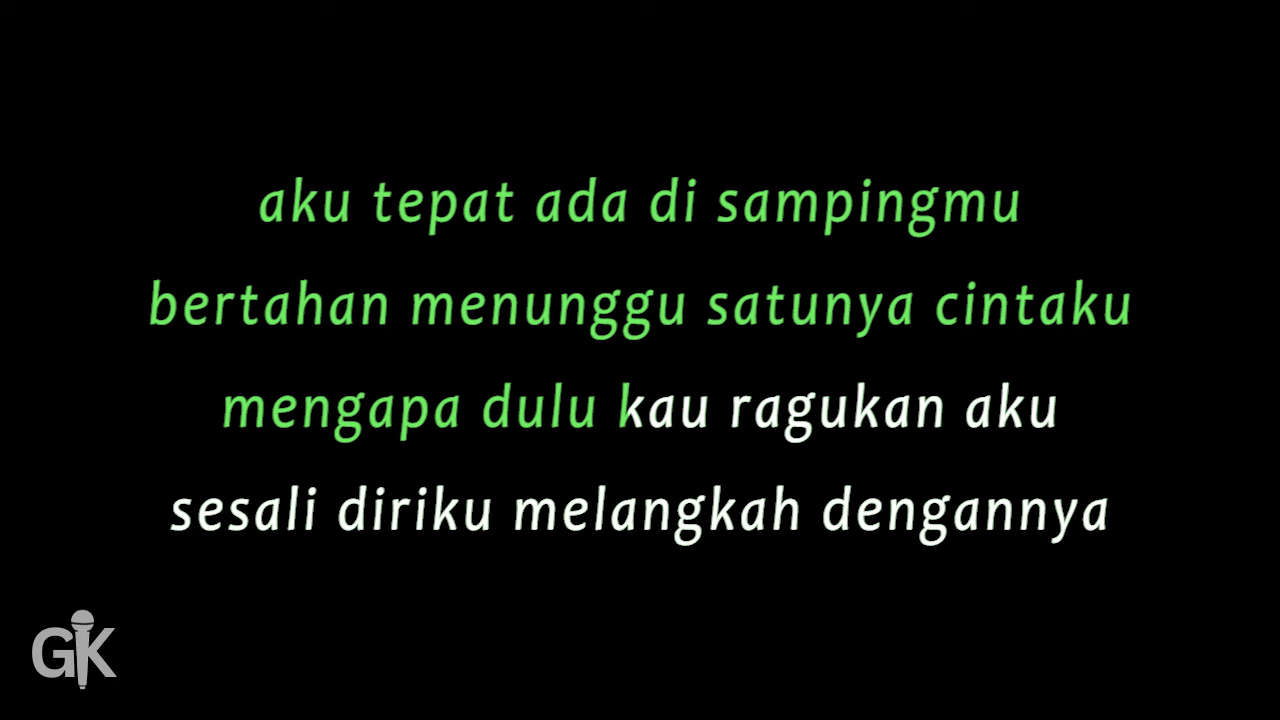 aku tepat ada di sampingmu
bertahan menunggu satunya cintaku
mengapa dulu kau ragukan aku
sesali diriku melangkah dengannya
GK